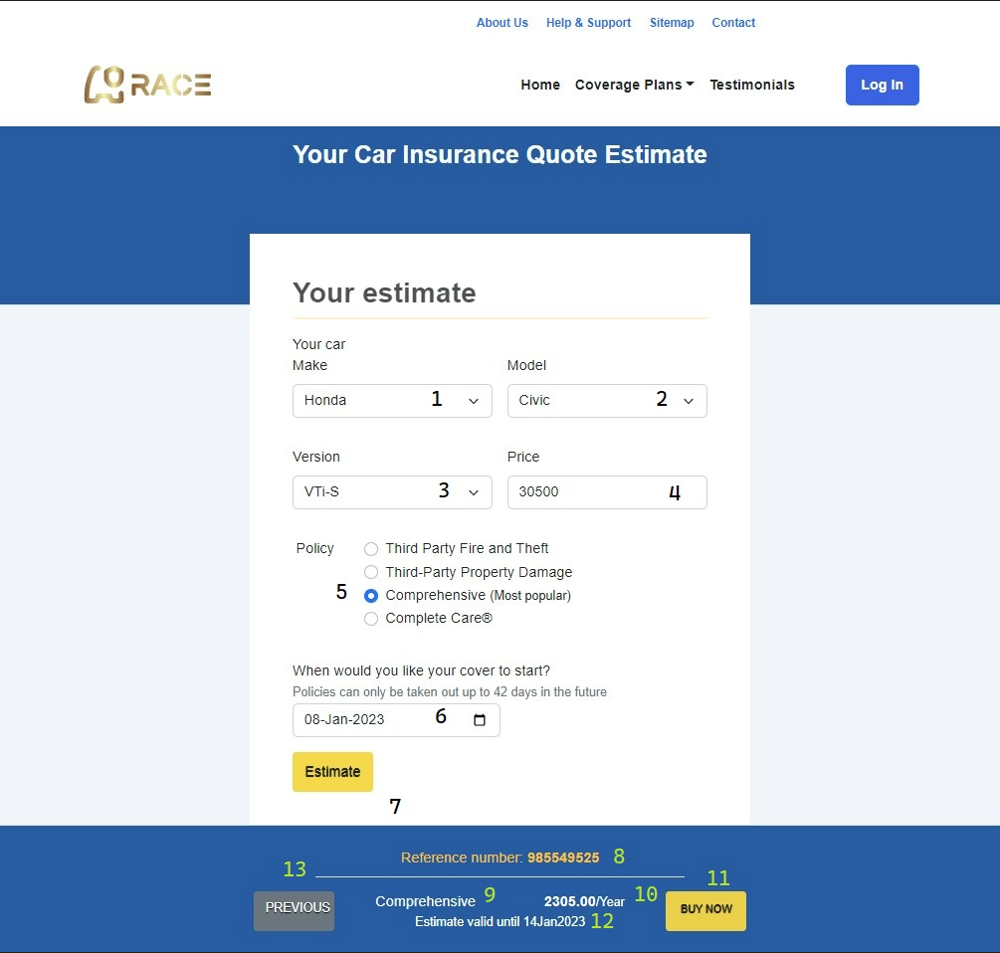 About Us Help & Support Sitemap Contact
RACE
Home Coverage Plans Testimonials Log In
Your Car Insurance Quote Estimate
Your estimate
Your car
Make Model
Honda 1 Civic 2
Version Price
VTi-S 3 30500 4
Policy Third Party Fire and Theft
Third-Party Property Damage
5 Comprehensive (Most popular)
Complete Care®
When would you like your cover to start?
Policies can only be taken out up to 42 days in the future
08-Jan-2023 6
Estimate
7
Reference number: 985549525 8
13 11
PREVIOUS Comprehensive 9 2305.00/Year 10 BUY NOW
Estimate valid until 14Jan2023 12